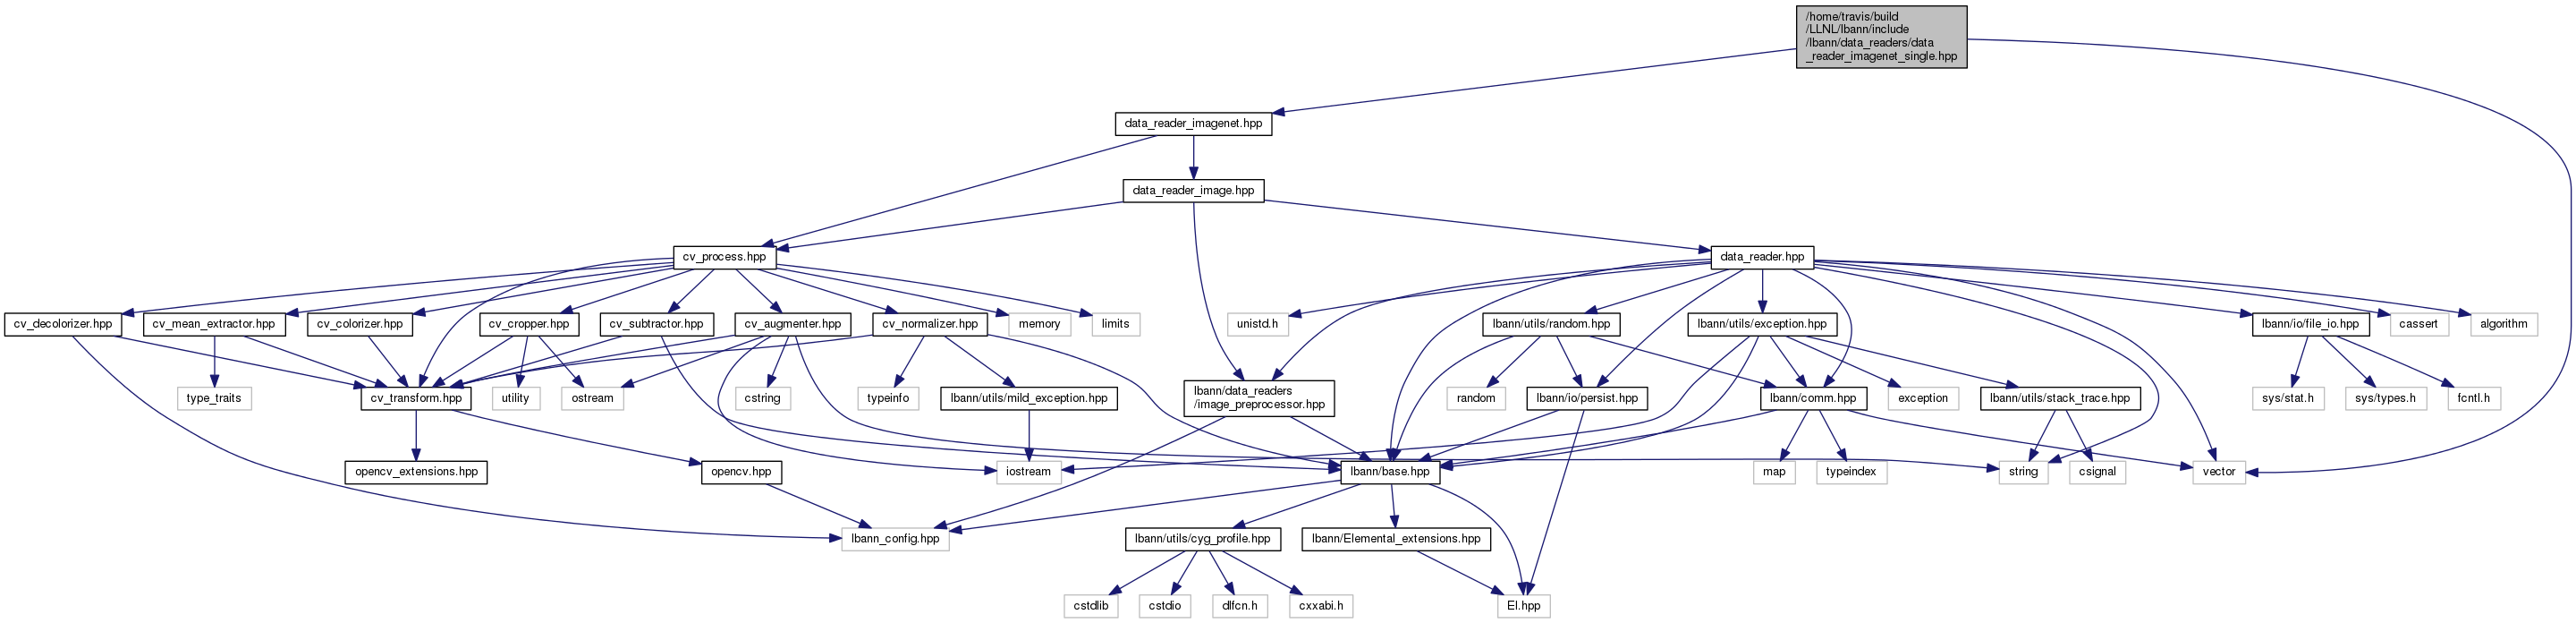 /home/travis/build
/LLNL/lbann/include
/lbann/data_readers/data
_reader_imagenet_single.hpp
data_reader_imagenet.hpp
data_reader_image.hpp
cv_process.hpp
data_reader.hpp
cv_decolorizer.hpp
cv_mean_extractor.hpp
cv_colorizer.hpp
cv_cropper.hpp
cv_subtractor.hpp
cv_augmenter.hpp
cv_normalizer.hpp
memory
limits
unistd.h
lbann/utils/random.hpp
lbann/utils/exception.hpp
lbann/io/file_io.hpp
cassert
algorithm
type_traits
cv_transform.hpp
utility
ostream
cstring
typeinfo
lbann/utils/mild_exception.hpp
lbann/data_readers
/image_preprocessor.hpp
random
lbann/io/persist.hpp
lbann/comm.hpp
exception
lbann/utils/stack_trace.hpp
sys/stat.h
sys/types.h
fcntl.h
opencv_extensions.hpp
opencv.hpp
iostream
lbann/base.hpp
map
typeindex
string
csignal
vector
lbann_config.hpp
lbann/utils/cyg_profile.hpp
lbann/Elemental_extensions.hpp
cstdlib
cstdio
dlfcn.h
cxxabi.h
El.hpp